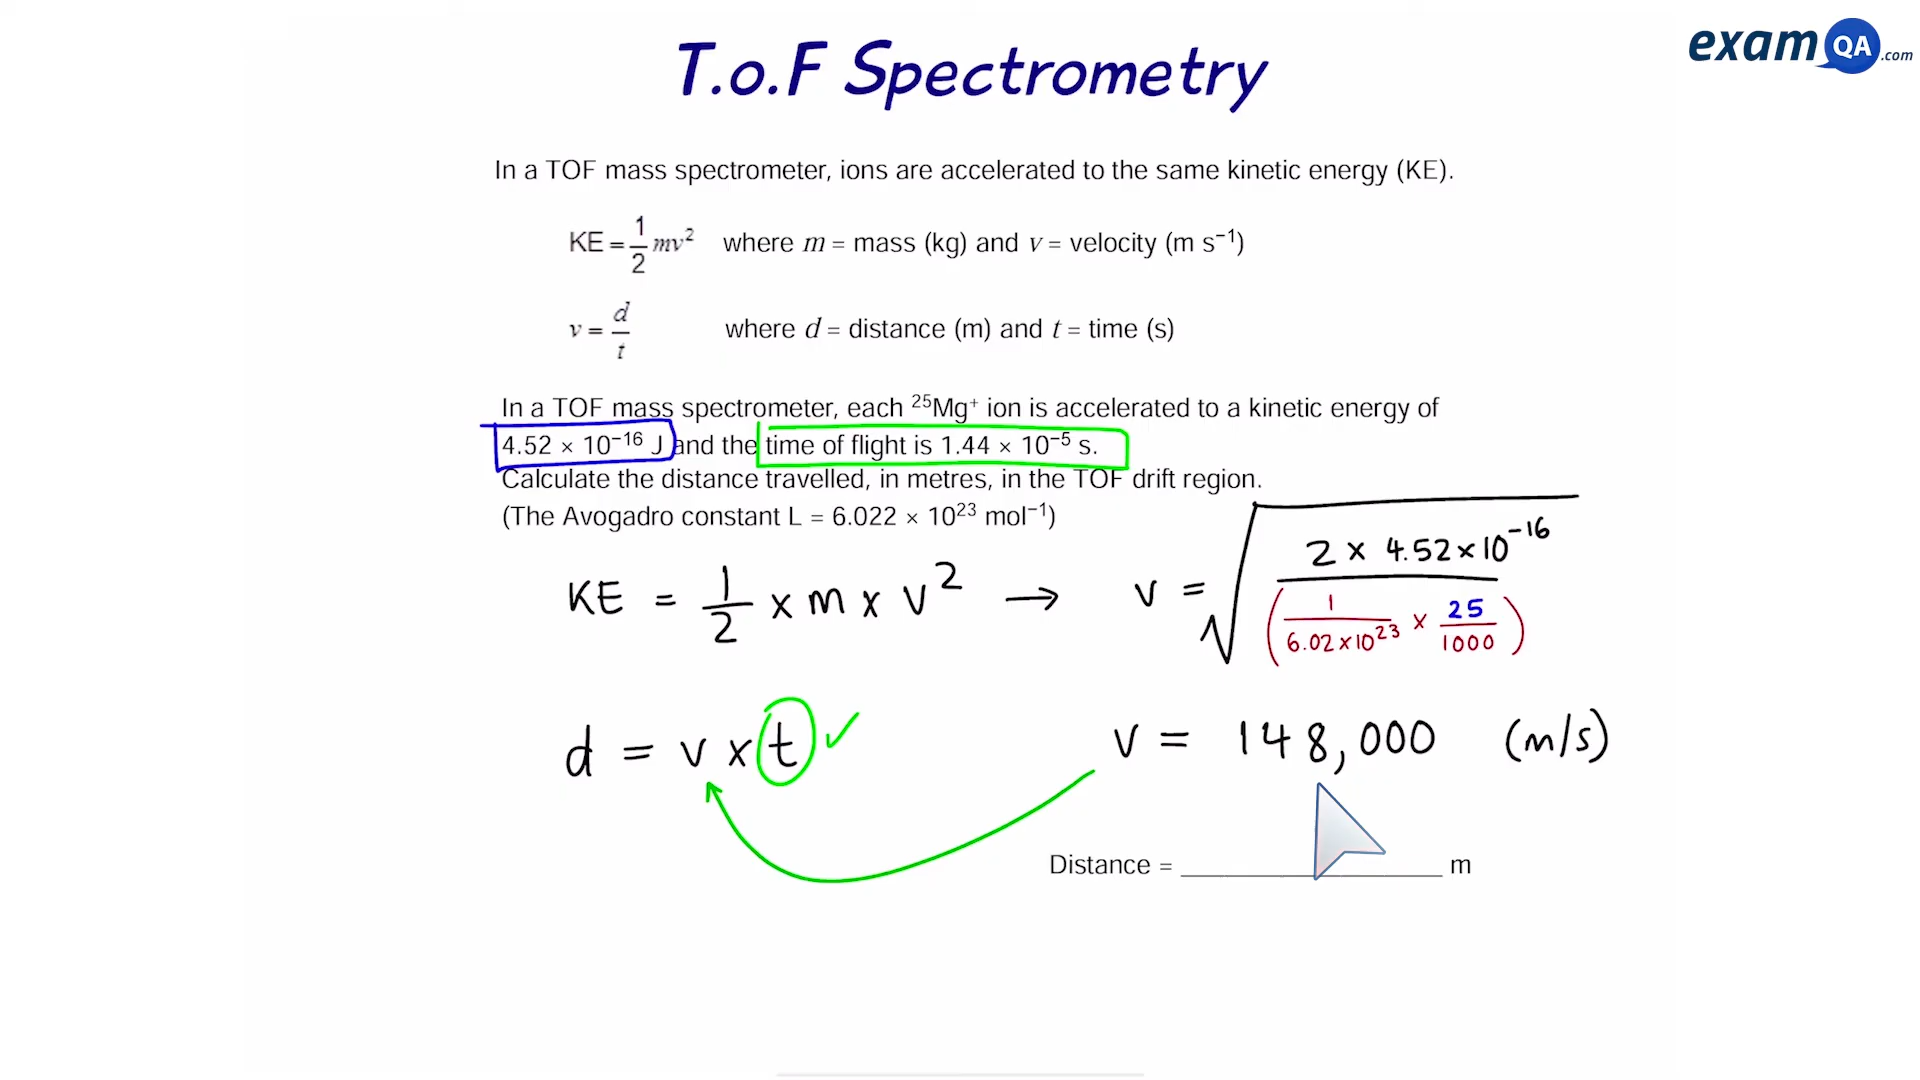 T.o.F Spectrometry
examQA.com
In a TOF mass spectrometer, ions are accelerated to the same kinetic energy (KE).
KE = 1/2 mv² where m = mass (kg) and v = velocity (m s⁻¹)
v = d/t where d = distance (m) and t = time (s)
In a TOF mass spectrometer, each ²⁵Mg⁺ ion is accelerated to a kinetic energy of
4.52 × 10⁻¹⁶ J and the time of flight is 1.44 × 10⁻⁵ s.
Calculate the distance travelled, in metres, in the TOF drift region.
(The Avogadro constant L = 6.022 × 10²³ mol⁻¹)
KE = 1/2 × m × v² → v = √(2 × 4.52×10⁻¹⁶ / (1/6.02×10²³ × 25/1000))
d = v × t ✓ v = 148,000 (m/s)
Distance = ____________________ m